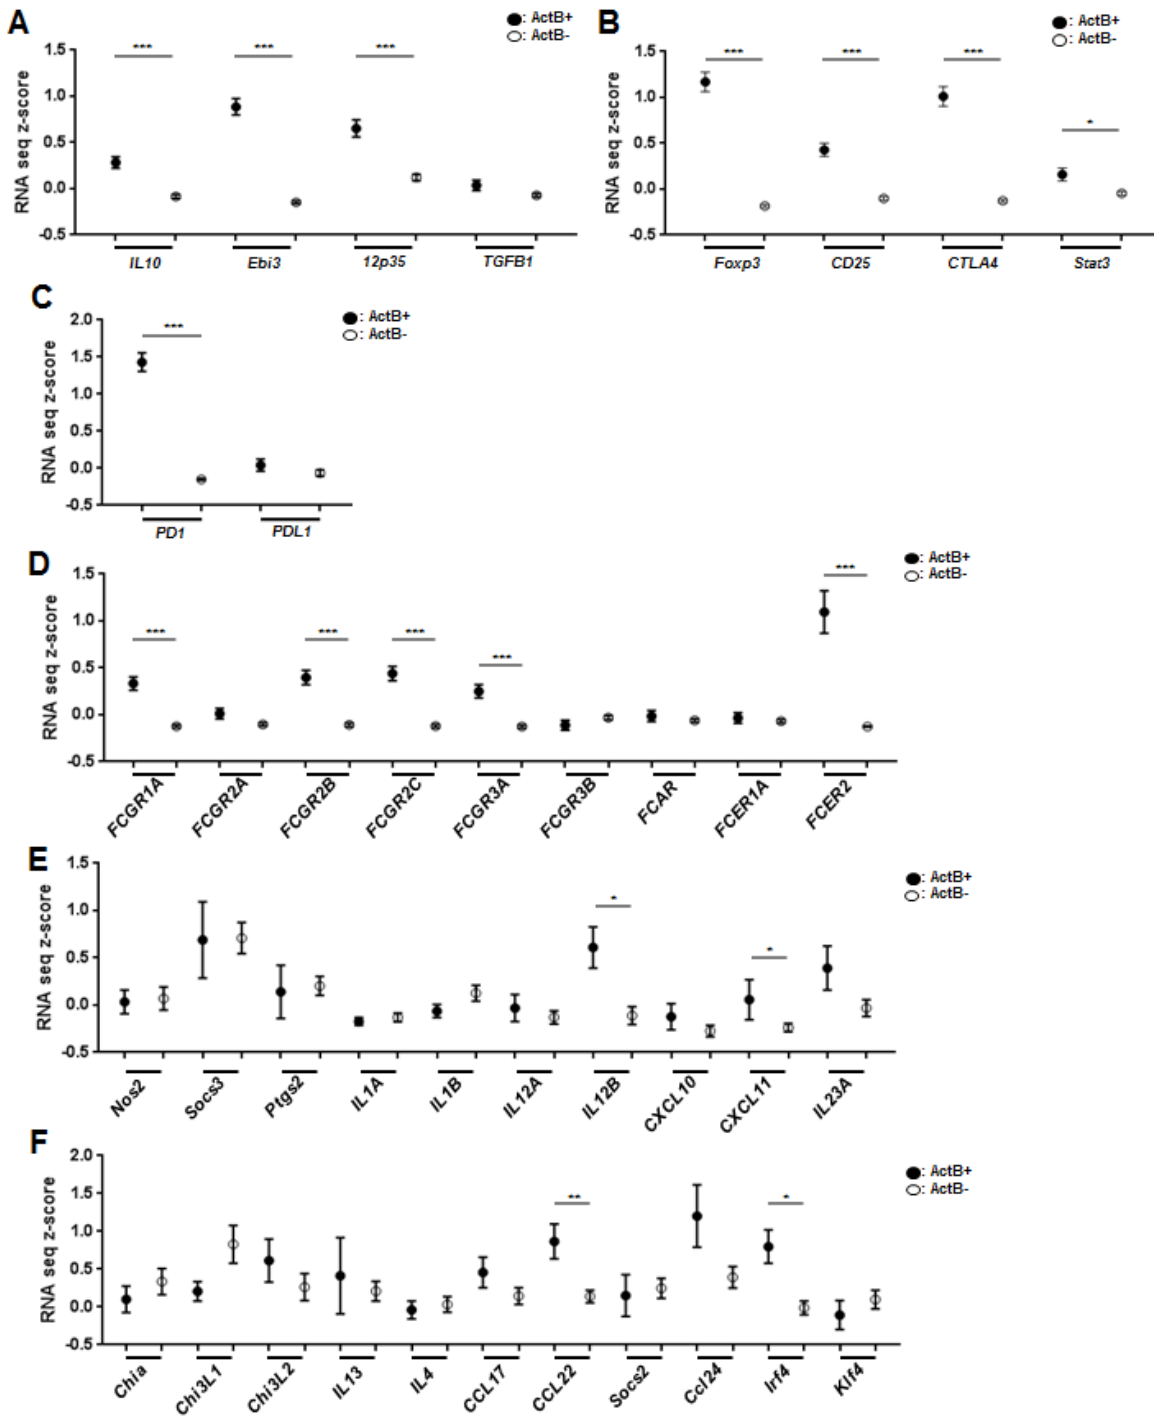 A
●: ActB+
○: ActB-
RNA seq z-score
1.5
1.0
0.5
0.0
-0.5
*** *** ***
IL10 Ebi3 12p35 TGFB1
B
●: ActB+
○: ActB-
RNA seq z-score
1.5
1.0
0.5
0.0
-0.5
*** *** *** *
Foxp3 CD25 CTLA4 Stat3
C
●: ActB+
○: ActB-
RNA seq z-score
2.0
1.5
1.0
0.5
0.0
-0.5
***
PD1 PDL1
D
●: ActB+
○: ActB-
RNA seq z-score
1.5
1.0
0.5
0.0
-0.5
*** *** *** *** ***
FCGR1A FCGR2A FCGR2B FCGR2C FCGR3A FCGR3B FCAR FCER1A FCER2
E
●: ActB+
○: ActB-
RNA seq z-score
1.5
1.0
0.5
0.0
-0.5
* *
Nos2 Socs3 Ptgs2 IL1A IL1B IL12A IL12B CXCL10 CXCL11 IL23A
F
●: ActB+
○: ActB-
RNA seq z-score
2.0
1.5
1.0
0.5
0.0
-0.5
** *
Chia Chi3L1 Chi3L2 IL13 IL4 CCL17 CCL22 Socs2 Ccl24 Irf4 Klf4